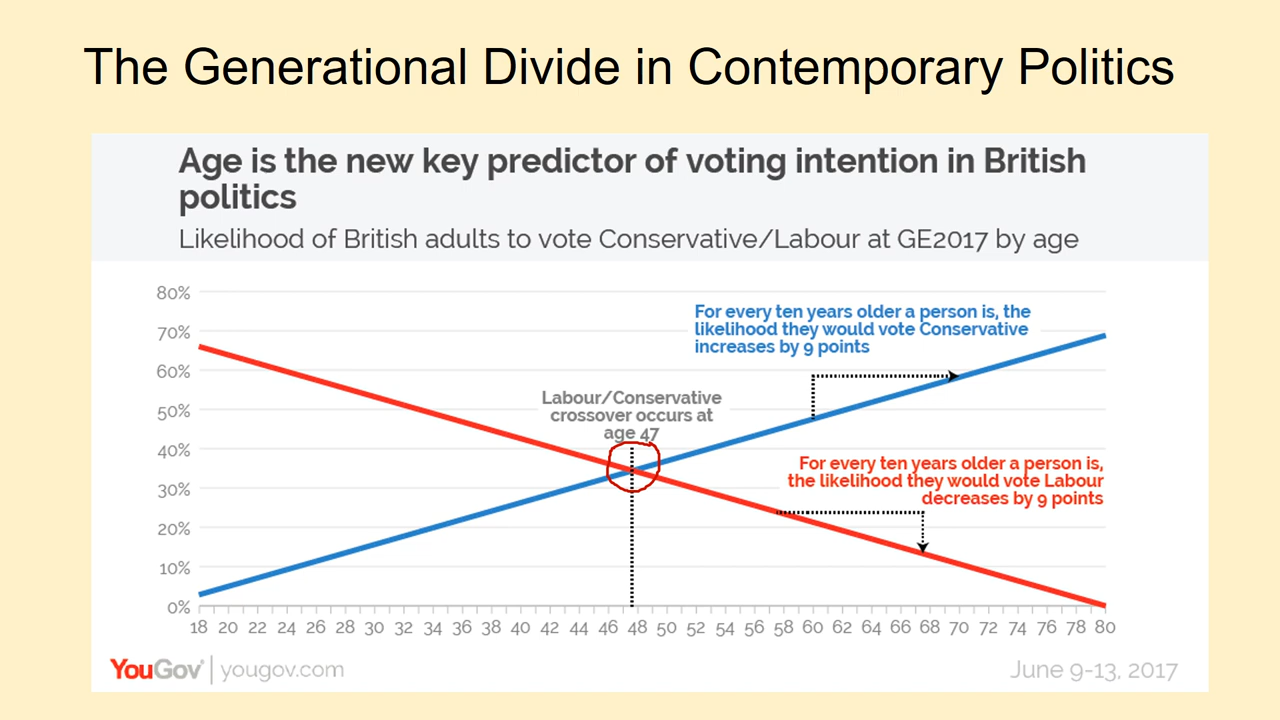 The Generational Divide in Contemporary Politics
Age is the new key predictor of voting intention in British
politics
Likelihood of British adults to vote Conservative/Labour at GE2017 by age
80%
For every ten years older a person is, the
likelihood they would vote Conservative
increases by 9 points
70%
60%
Labour/Conservative
crossover occurs at
age 47
50%
40%
For every ten years older a person is,
the likelihood they would vote Labour
decreases by 9 points
30%
20%
10%
0%
18 20 22 24 26 28 30 32 34 36 38 40 42 44 46 48 50 52 54 56 58 60 62 64 66 68 70 72 74 76 78 80
YouGov | yougov.com
June 9-13, 2017